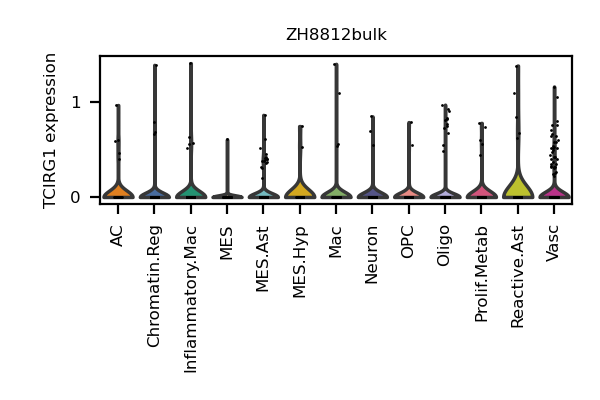 ZH8812bulk
TCIRG1 expression
1
0
AC
Chromatin.Reg
Inflammatory.Mac
MES
MES.Ast
MES.Hyp
Mac
Neuron
OPC
Oligo
Prolif.Metab
Reactive.Ast
Vasc